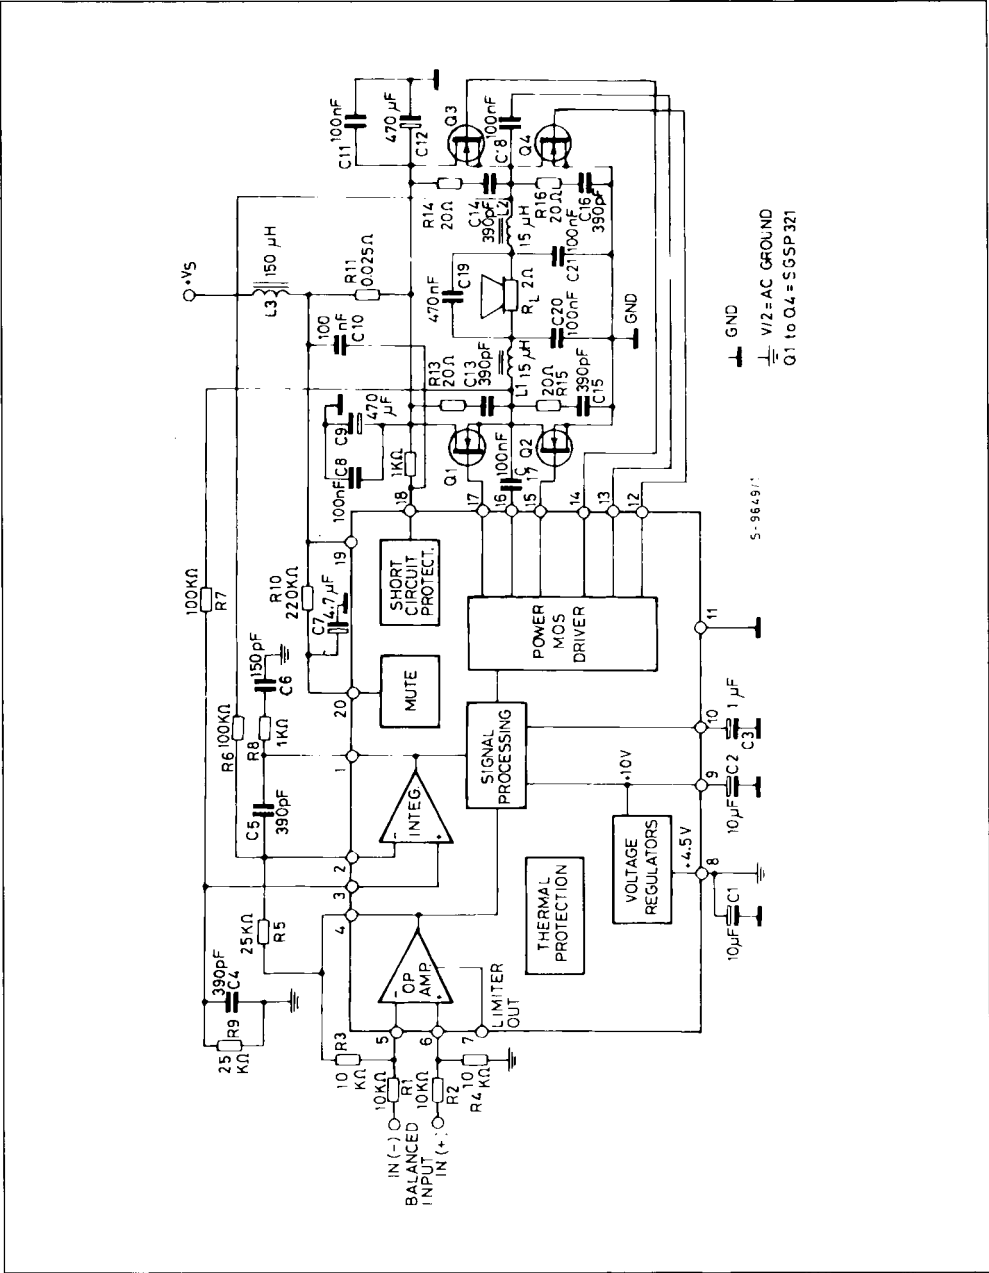 +VS
L3
150 µH
R11
0.025Ω
C11
100nF
470 µF
C12
Q3
100nF
C18
Q4
R14
20Ω
C14
390pF
L2
15 µH
R16
20Ω
C16
390pF
C21
100nF
470nF
C19
RL
2Ω
C20
100nF
GND
100
nF
C10
R13
20Ω
C13
390pF
L1
15 µH
20Ω
R15
390pF
C15
C9
470
µF
100nF
C8
1KΩ
Q1
100nF
C
17
Q2
18
17
16
15
14
13
12
100KΩ
R7
R10
220KΩ
C7
4.7 µF
19
150pF
C6
R6
100KΩ
R8
1KΩ
20
1
C5
390pF
2
3
4
25KΩ
R5
390pF
C4
25
KΩ
R9
SHORT
CIRCUIT
PROTECT.
MUTE
INTEG.
-
+
POWER
MOS
DRIVER
SIGNAL
PROCESSING
+10V
VOLTAGE
REGULATORS
+4.5V
THERMAL
PROTECTION
OP
AMP.
-
+
LIMITER
OUT
5
6
7
10
KΩ
R3
10KΩ
R1
10KΩ
R2
10
KΩ
R4
IN(-)
BALANCED
INPUT
IN(+)
8
9
10
11
10µF
C1
10µF
C2
1 µF
C3
GND
V/2=AC GROUND
Q1 to Q4=SGSP321
S-9649/1